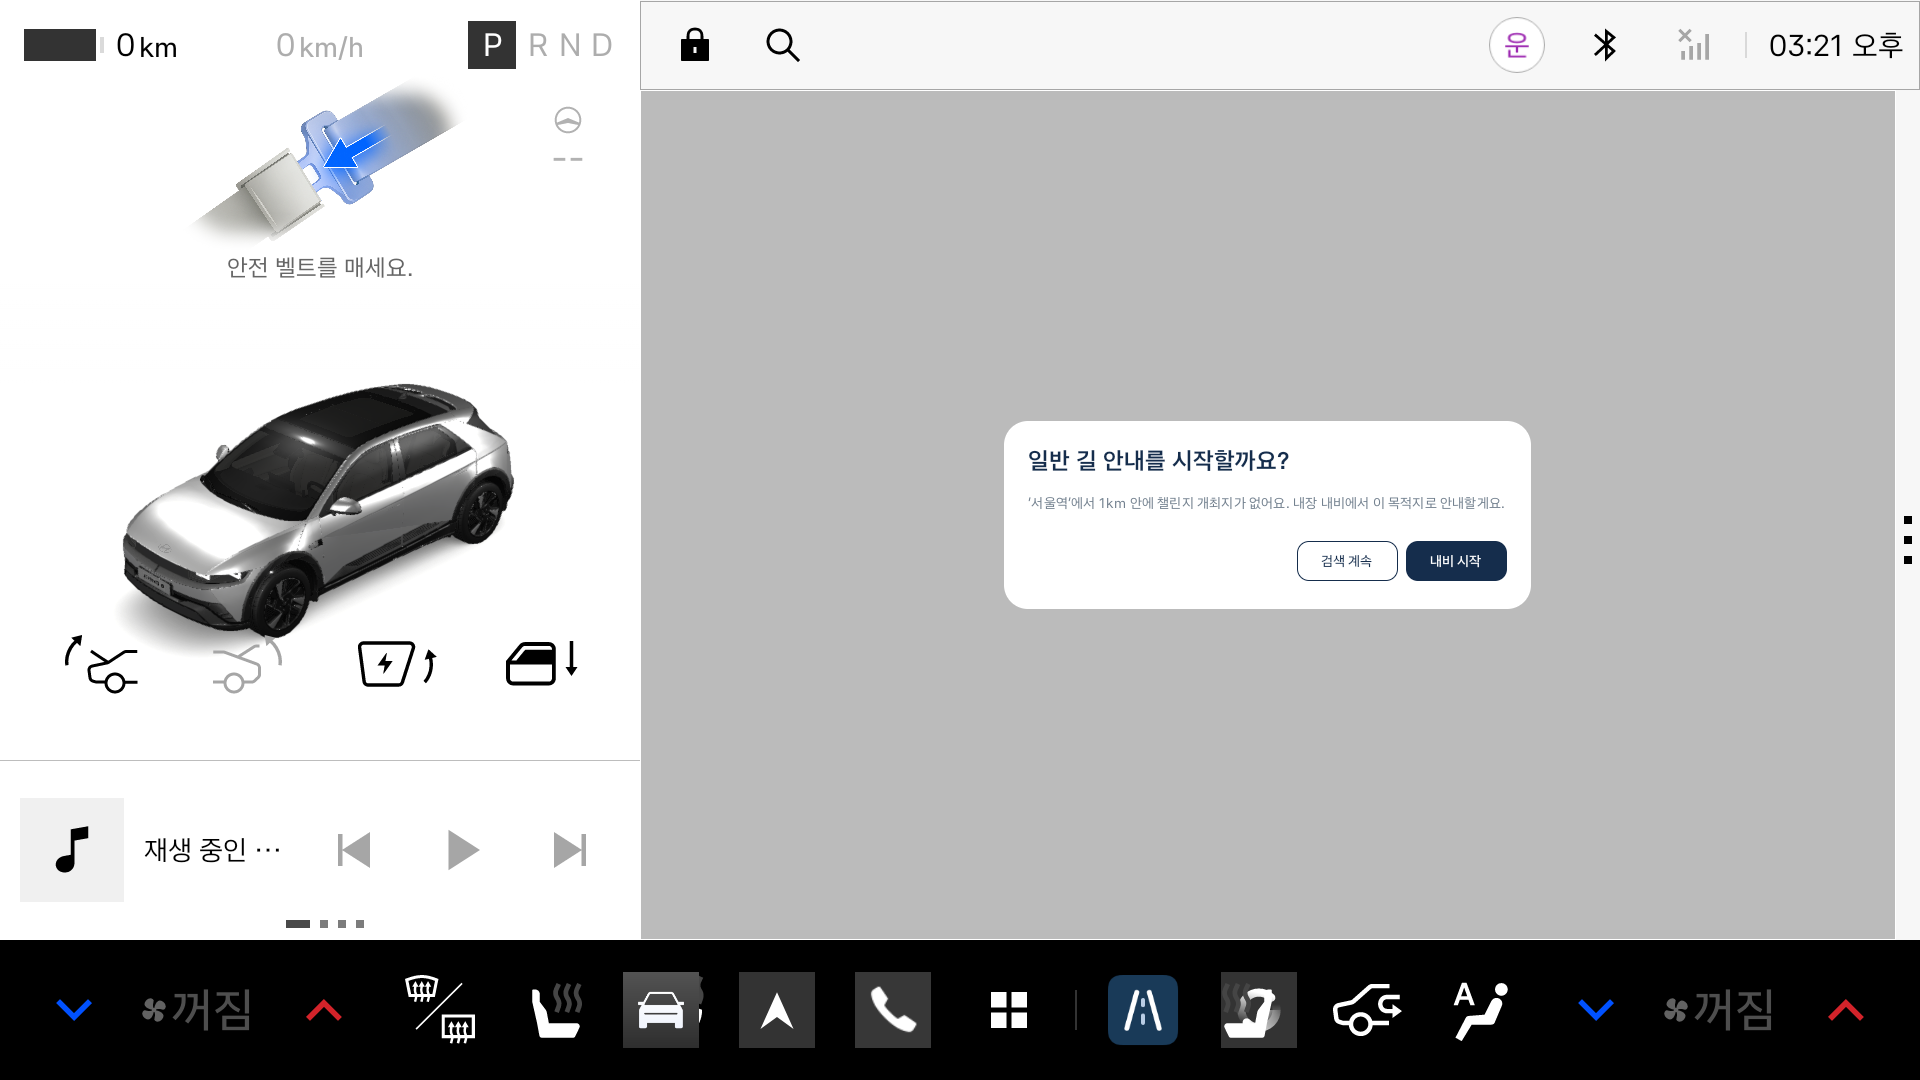 0 km
0 km/h
P R N D
운
03:21 오후
안전 벨트를 매세요.
일반 길 안내를 시작할까요?
'서울역'에서 1km 안에 챌린지 개최지가 없어요. 내장 내비에서 이 목적지로 안내할게요.
검색 계속
내비 시작
재생 중인 ···
꺼짐
A
꺼짐